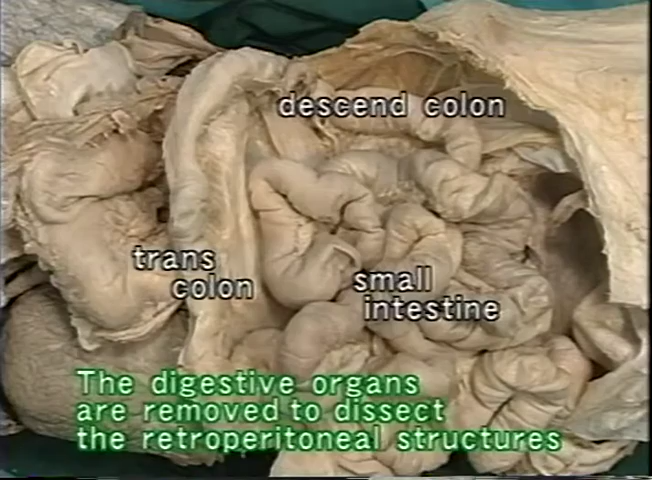 descend colon
trans
colon
small
intestine
The digestive organs
are removed to dissect
the retroperitoneal structures